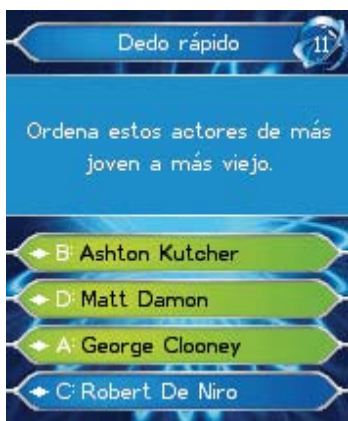 Dedo rápido
11
Ordena estos actores de más
joven a más viejo.
B: Ashton Kutcher
D: Matt Damon
A: George Clooney
C: Robert De Niro